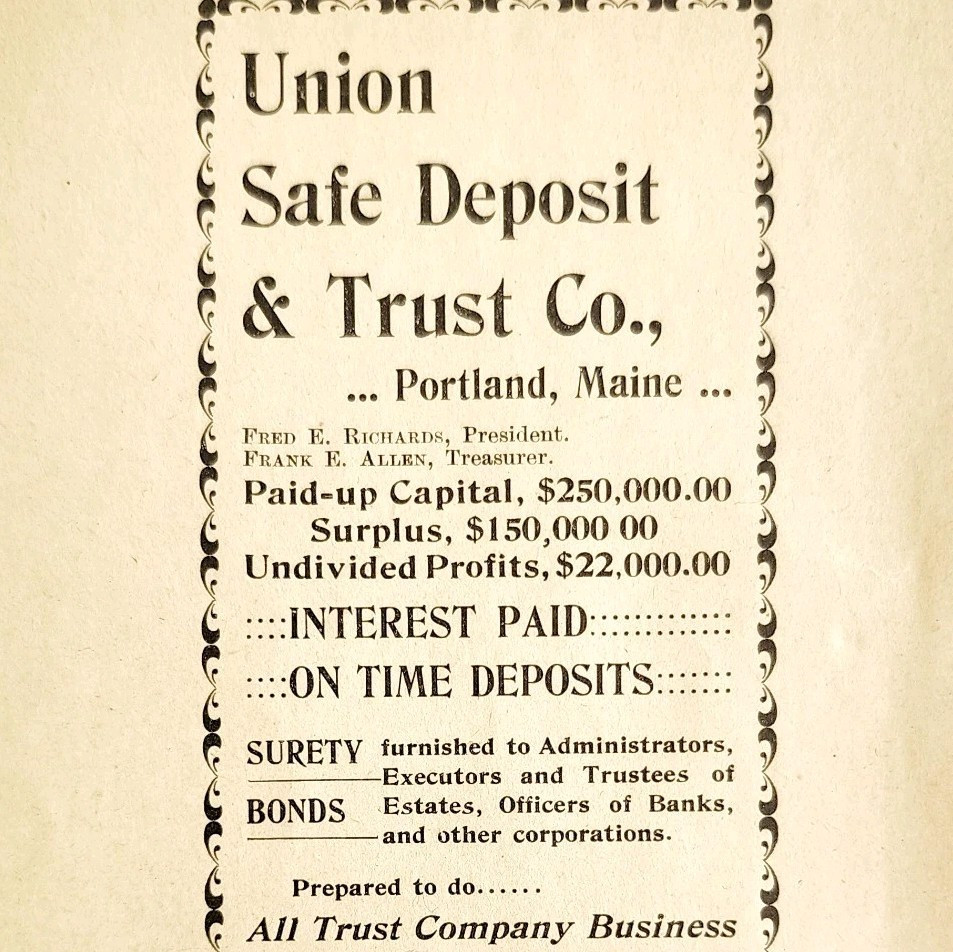 Union
Safe Deposit
& Trust Co.,
... Portland, Maine ...
FRED E. RICHARDS, President.
FRANK E. ALLEN, Treasurer.
Paid-up Capital, $250,000.00
Surplus, $150,000 00
Undivided Profits, $22,000.00
::::INTEREST PAID:::::::::::::
::::ON TIME DEPOSITS:::::::
SURETY furnished to Administrators,
Executors and Trustees of
BONDS Estates, Officers of Banks,
and other corporations.
Prepared to do......
All Trust Company Business